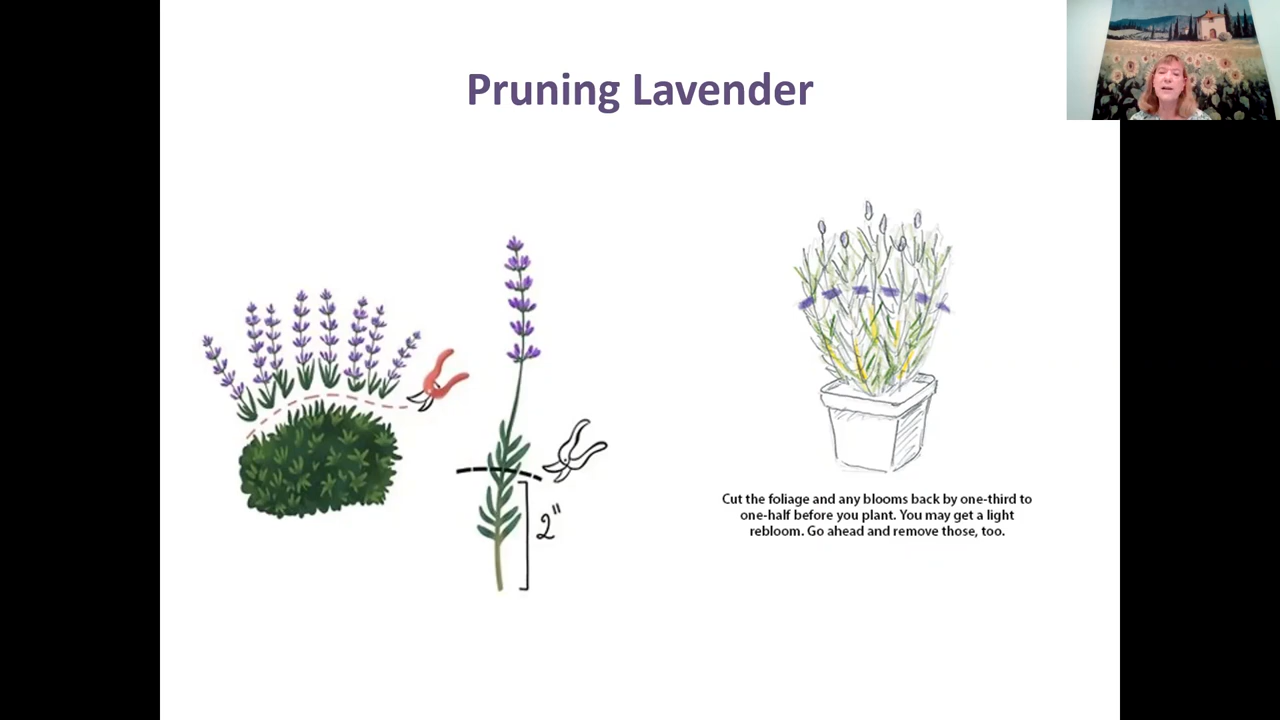 Pruning Lavender
2"
Cut the foliage and any blooms back by one-third to
one-half before you plant. You may get a light
rebloom. Go ahead and remove those, too.